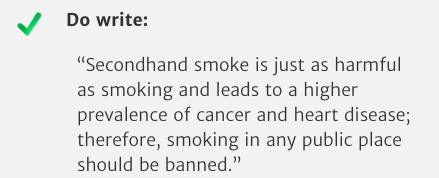 Do write:
“Secondhand smoke is just as harmful
as smoking and leads to a higher
prevalence of cancer and heart disease;
therefore, smoking in any public place
should be banned.”